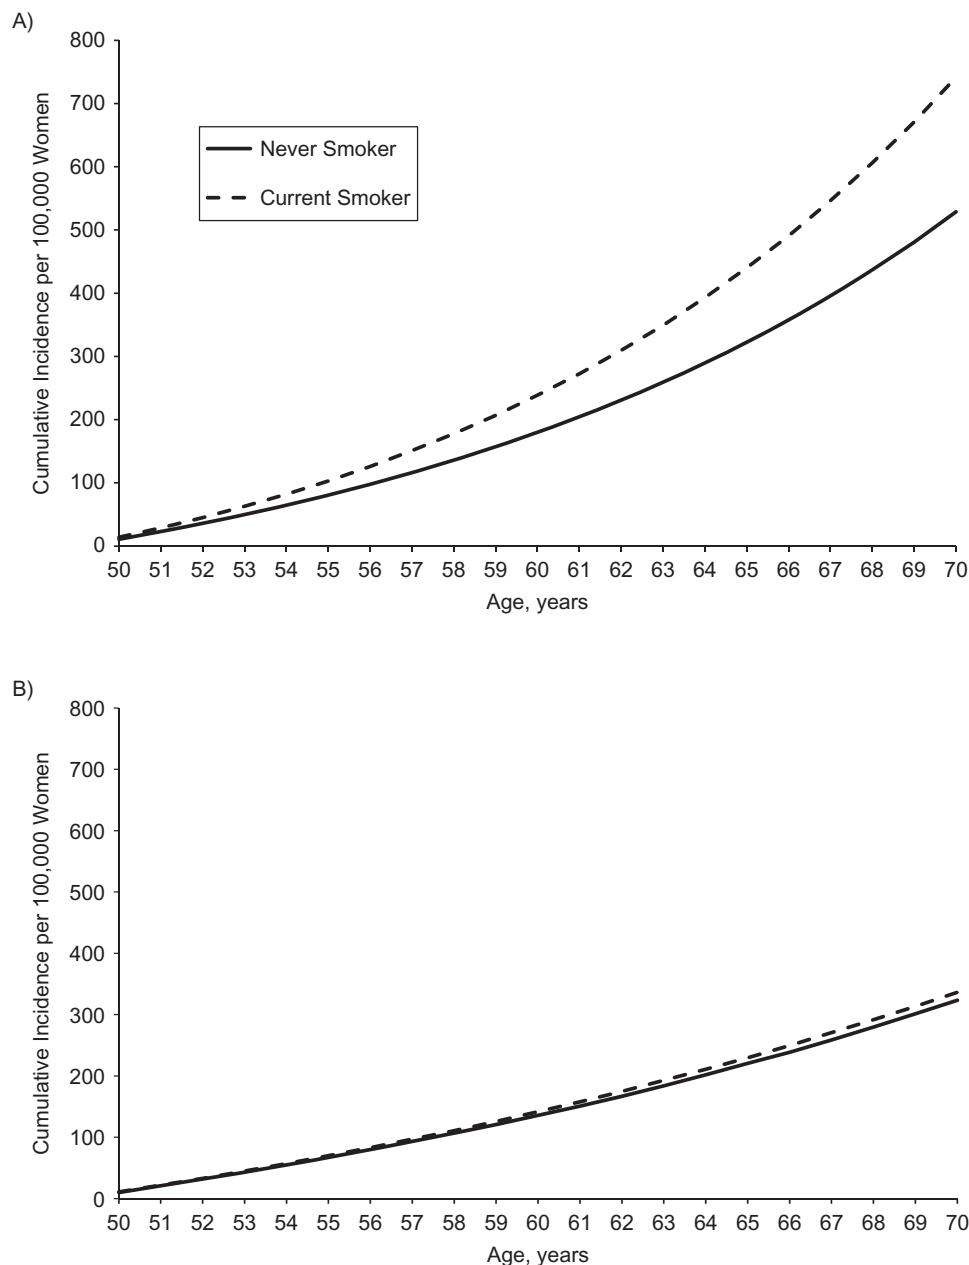 A)
800
700
600
500
400
300
200
100
0
Cumulative Incidence per 100,000 Women
Never Smoker
Current Smoker
50 51 52 53 54 55 56 57 58 59 60 61 62 63 64 65 66 67 68 69 70
Age, years
B)
800
700
600
500
400
300
200
100
0
Cumulative Incidence per 100,000 Women
50 51 52 53 54 55 56 57 58 59 60 61 62 63 64 65 66 67 68 69 70
Age, years